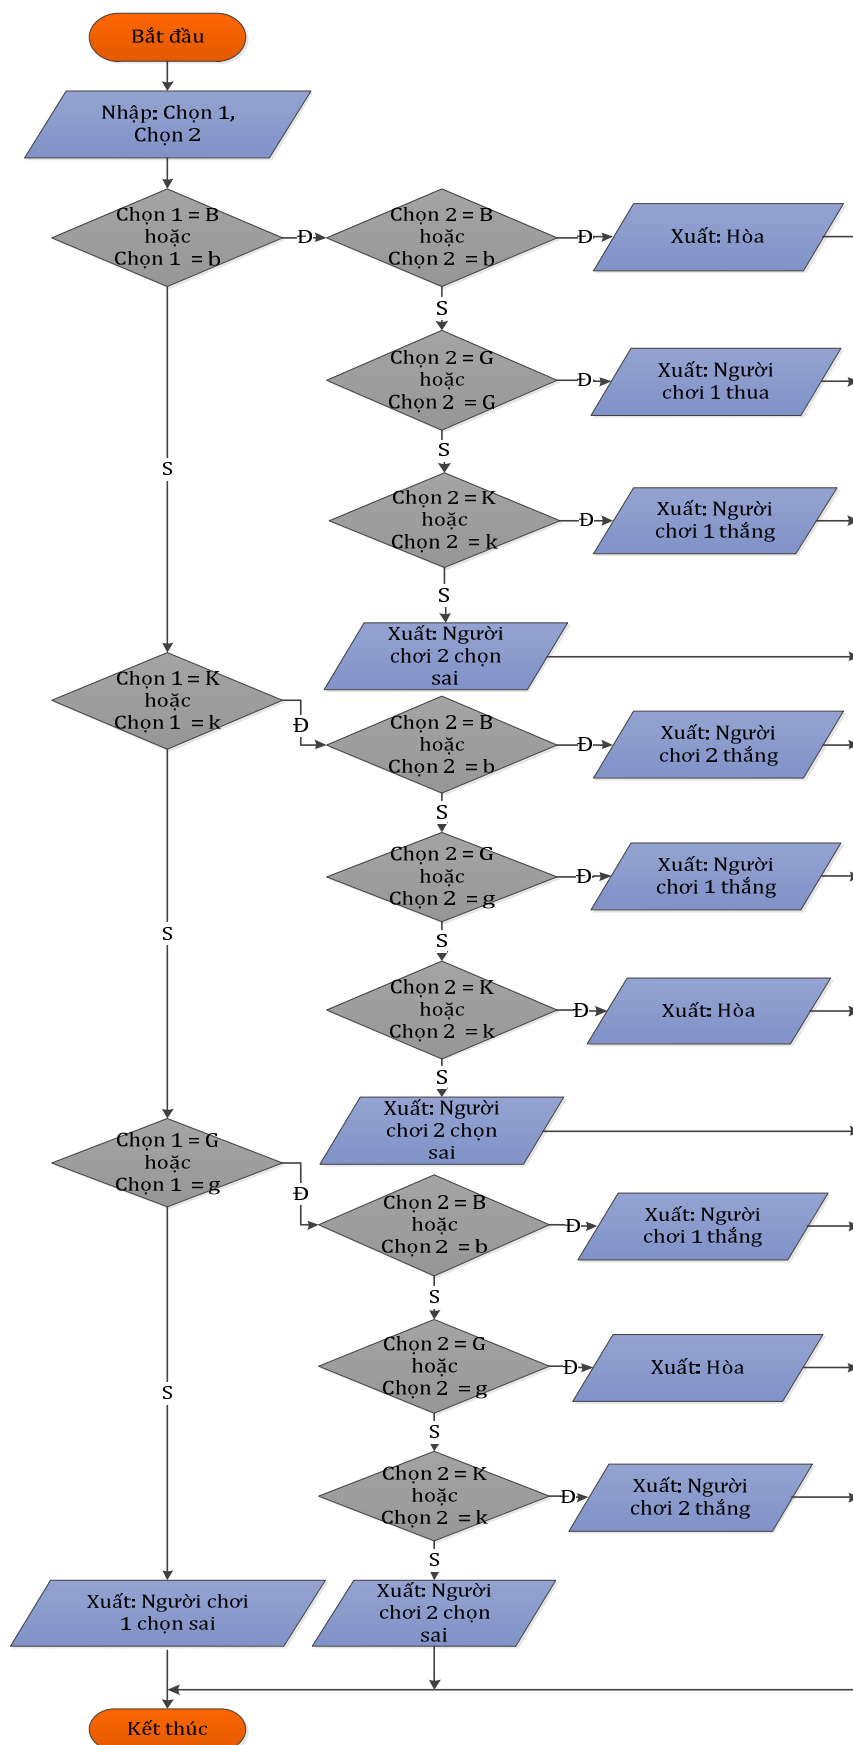 Bắt đầu
Nhập: Chọn 1,
Chọn 2
Chọn 1 = B
hoặc
Chọn 1 = b
Đ
Chọn 2 = B
hoặc
Chọn 2 = b
Đ
Xuất: Hòa
S
Chọn 2 = G
hoặc
Chọn 2 = G
Đ
Xuất: Người
chơi 1 thua
S
S
Chọn 2 = K
hoặc
Chọn 2 = k
Đ
Xuất: Người
chơi 1 thắng
S
Xuất: Người
chơi 2 chọn
sai
Chọn 1 = K
hoặc
Chọn 1 = k
Đ
Chọn 2 = B
hoặc
Chọn 2 = b
Đ
Xuất: Người
chơi 2 thắng
S
Chọn 2 = G
hoặc
Chọn 2 = g
Đ
Xuất: Người
chơi 1 thắng
S
S
Chọn 2 = K
hoặc
Chọn 2 = k
Đ
Xuất: Hòa
S
Xuất: Người
chơi 2 chọn
sai
Chọn 1 = G
hoặc
Chọn 1 = g
Đ
Chọn 2 = B
hoặc
Chọn 2 = b
Đ
Xuất: Người
chơi 1 thắng
S
Chọn 2 = G
hoặc
Chọn 2 = g
Đ
Xuất: Hòa
S
S
Chọn 2 = K
hoặc
Chọn 2 = k
Đ
Xuất: Người
chơi 2 thắng
S
Xuất: Người chơi
1 chọn sai
Xuất: Người
chơi 2 chọn
sai
Kết thúc